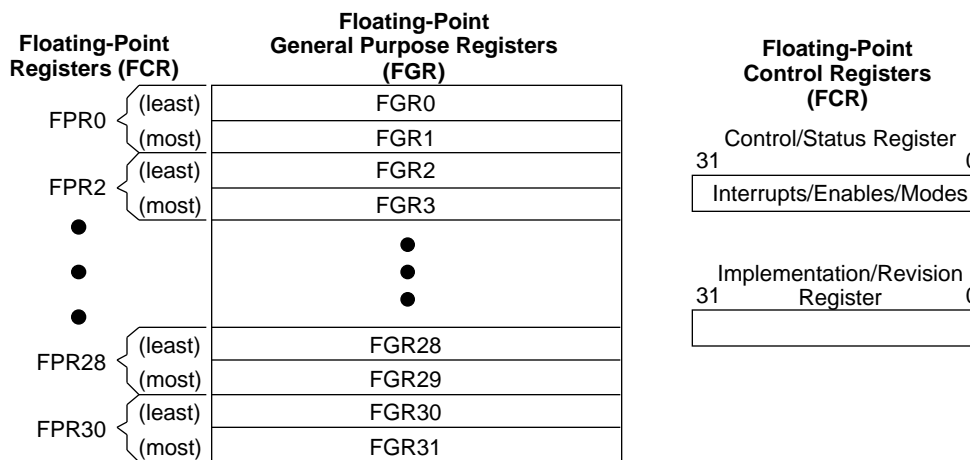 Floating-Point
Registers (FCR)
Floating-Point
General Purpose Registers
(FGR)
FPR0
(least)
FGR0
(most)
FGR1
FPR2
(least)
FGR2
(most)
FGR3
FPR28
(least)
FGR28
(most)
FGR29
FPR30
(least)
FGR30
(most)
FGR31
Floating-Point
Control Registers
(FCR)
Control/Status Register
31 0
Interrupts/Enables/Modes
Implementation/Revision
31 Register 0